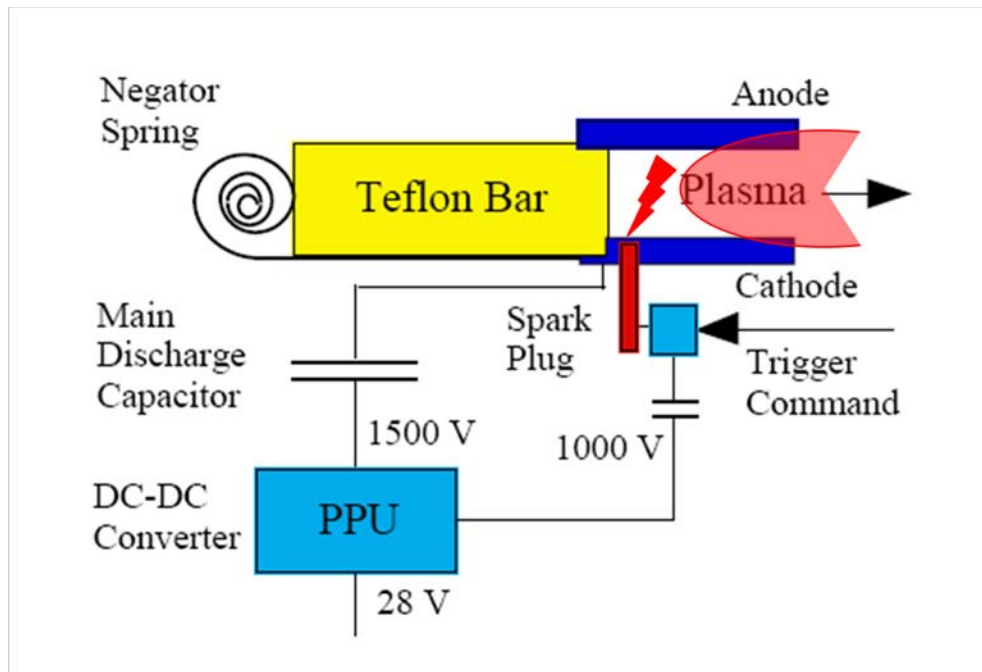 Negator
Spring
Anode
Teflon Bar
Plasma
Cathode
Main
Discharge
Capacitor
Spark
Plug
Trigger
Command
1500 V
1000 V
DC-DC
Converter
PPU
28 V